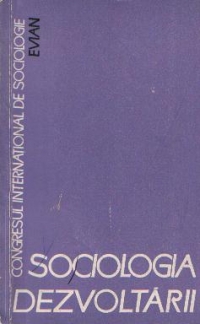 CONGRESUL INTERNATIONAL DE SOCIOLOGIE
EVIAN
SOCIOLOGIA
DEZVOLTĂRII